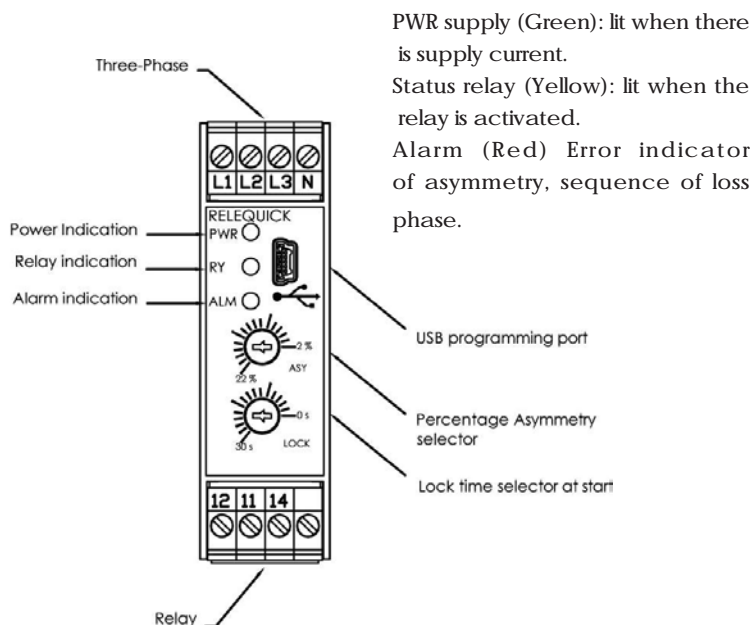 PWR supply (Green): lit when there
is supply current.
Status relay (Yellow): lit when the
relay is activated.
Alarm (Red) Error indicator
of asymmetry, sequence of loss
phase.
Three-Phase
L1 L2 L3 N
RELEQUICK
Power Indication
PWR
Relay indication
RY
Alarm indication
ALM
USB programming port
2 %
22 %
ASY
Percentage Asymmetry
selector
0 s
30 s
LOCK
Lock time selector at start
12 11 14
Relay